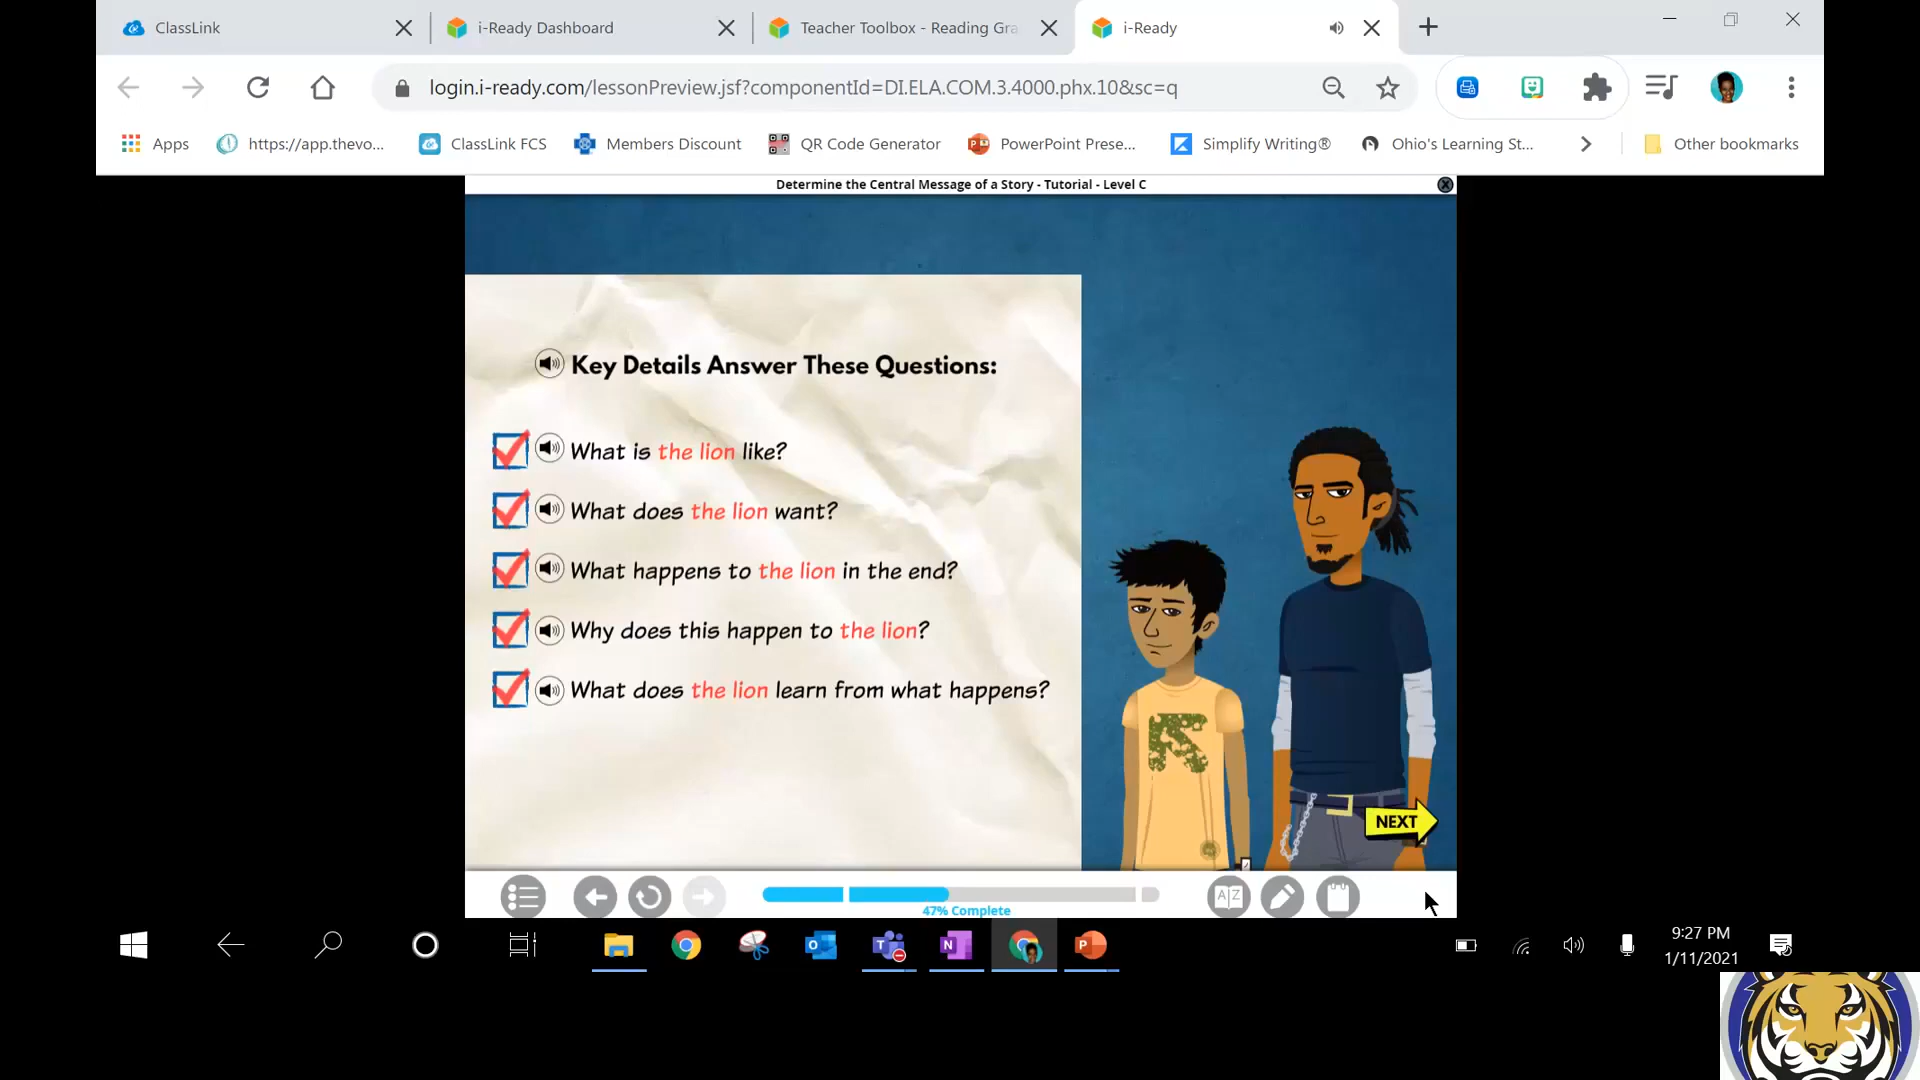 ClassLink
i-Ready Dashboard
Teacher Toolbox - Reading Gra
i-Ready
login.i-ready.com/lessonPreview.jsf?componentId=DI.ELA.COM.3.4000.phx.10&sc=q
Apps
https://app.thevo...
ClassLink FCS
Members Discount
QR Code Generator
PowerPoint Prese...
Simplify Writing®
Ohio's Learning St...
Other bookmarks
Determine the Central Message of a Story - Tutorial - Level C
Key Details Answer These Questions:
What is the lion like?
What does the lion want?
What happens to the lion in the end?
Why does this happen to the lion?
What does the lion learn from what happens?
NEXT
47% Complete
A|Z
9:27 PM
1/11/2021